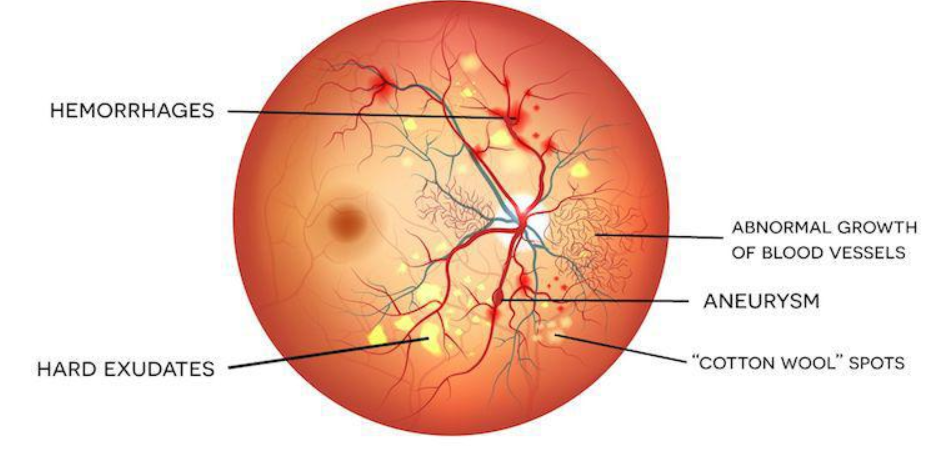 HEMORRHAGES
ABNORMAL GROWTH
OF BLOOD VESSELS
ANEURYSM
HARD EXUDATES
"COTTON WOOL" SPOTS